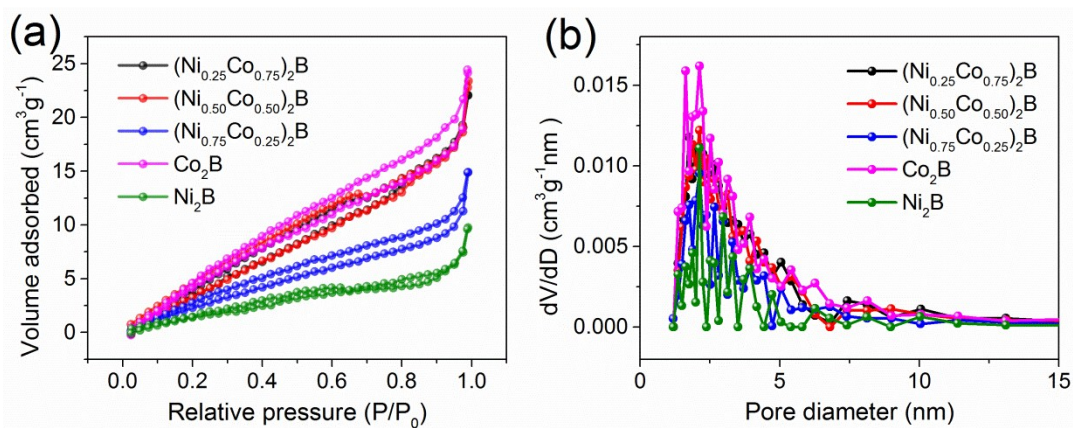 (a)
Volume adsorbed (cm³g⁻¹)
25
20
15
10
5
0
(Ni₀.₂₅Co₀.₇₅)₂B
(Ni₀.₅₀Co₀.₅₀)₂B
(Ni₀.₇₅Co₀.₂₅)₂B
Co₂B
Ni₂B
0.0 0.2 0.4 0.6 0.8 1.0
Relative pressure (P/P₀)
(b)
dV/dD (cm³g⁻¹nm)
0.015
0.010
0.005
0.000
(Ni₀.₂₅Co₀.₇₅)₂B
(Ni₀.₅₀Co₀.₅₀)₂B
(Ni₀.₇₅Co₀.₂₅)₂B
Co₂B
Ni₂B
5 10 15
Pore diameter (nm)